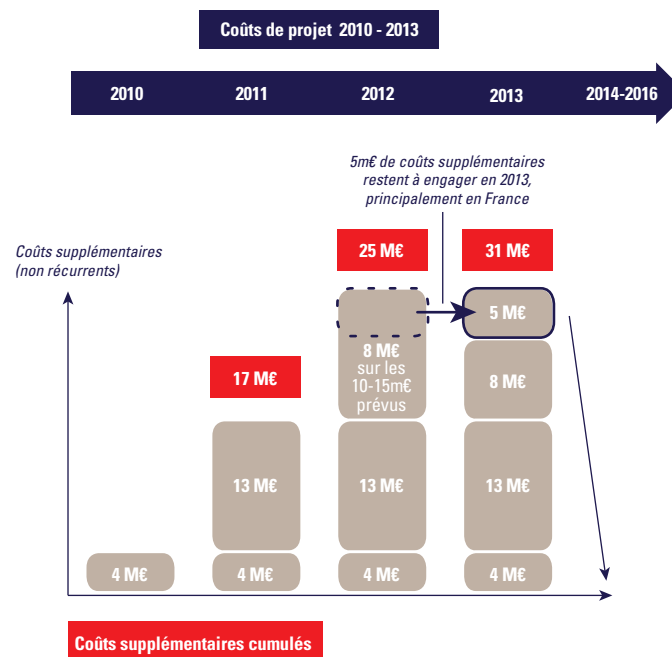 Coûts de projet 2010 - 2013
2010
2011
2012
2013
2014-2016
5m€ de coûts supplémentaires
restent à engager en 2013,
principalement en France
25 M€
31 M€
Coûts supplémentaires
(non récurrents)
5 M€
17 M€
8 M€
sur les
10-15m€
prévus
8 M€
13 M€
13 M€
13 M€
4 M€
4 M€
4 M€
4 M€
Coûts supplémentaires cumulés